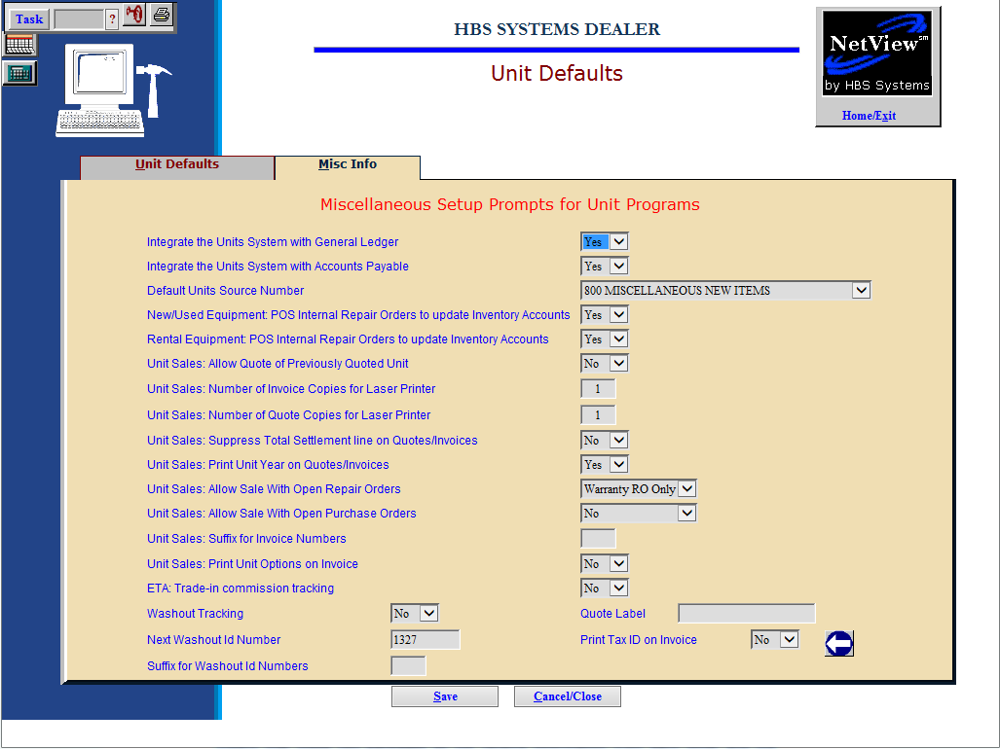 Task ?
HBS SYSTEMS DEALER
Unit Defaults
NetView℠
by HBS Systems
Home/Exit
Unit Defaults Misc Info
Miscellaneous Setup Prompts for Unit Programs
Integrate the Units System with General Ledger Yes
Integrate the Units System with Accounts Payable Yes
Default Units Source Number 800 MISCELLANEOUS NEW ITEMS
New/Used Equipment: POS Internal Repair Orders to update Inventory Accounts Yes
Rental Equipment: POS Internal Repair Orders to update Inventory Accounts Yes
Unit Sales: Allow Quote of Previously Quoted Unit No
Unit Sales: Number of Invoice Copies for Laser Printer 1
Unit Sales: Number of Quote Copies for Laser Printer 1
Unit Sales: Suppress Total Settlement line on Quotes/Invoices No
Unit Sales: Print Unit Year on Quotes/Invoices Yes
Unit Sales: Allow Sale With Open Repair Orders Warranty RO Only
Unit Sales: Allow Sale With Open Purchase Orders No
Unit Sales: Suffix for Invoice Numbers
Unit Sales: Print Unit Options on Invoice No
ETA: Trade-in commission tracking No
Washout Tracking No Quote Label
Next Washout Id Number 1327 Print Tax ID on Invoice No
Suffix for Washout Id Numbers
Save Cancel/Close